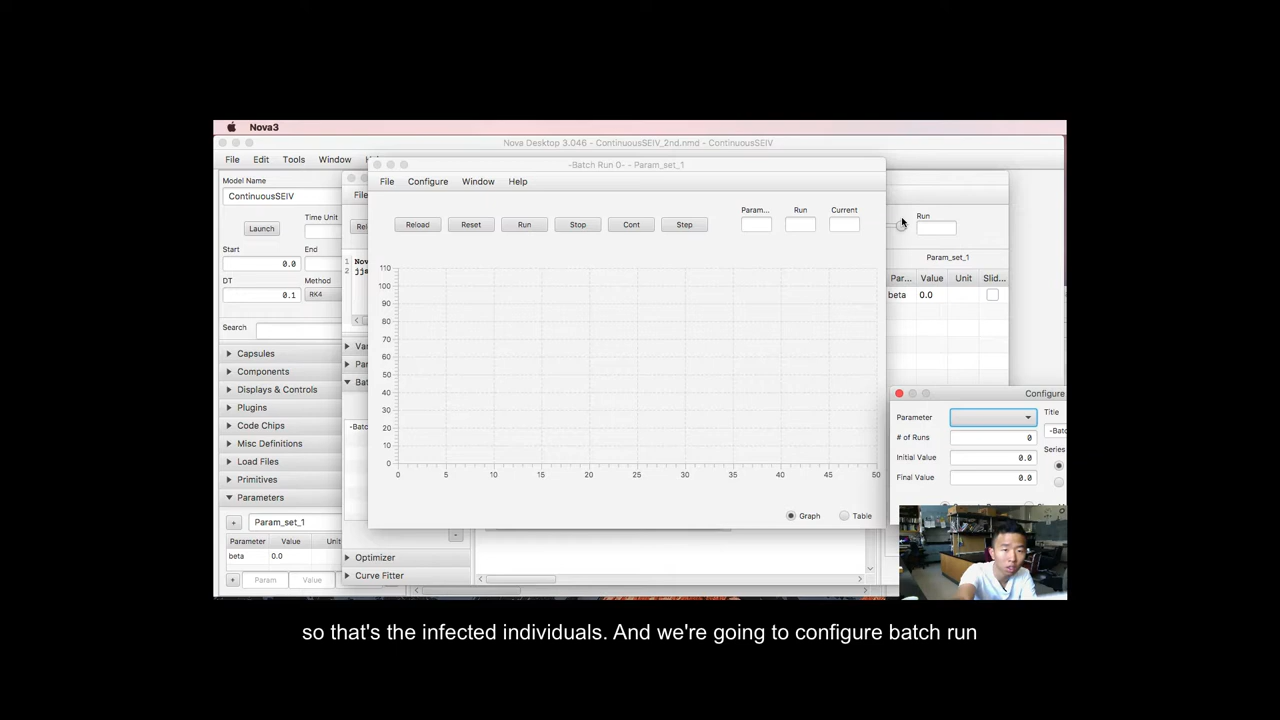 Nova3
Nova Desktop 3.046 - ContinuousSEIV_2nd.nmd - ContinuousSEIV
File Edit Tools Window
Model Name
ContinuousSEIV
Launch
Time Unit
Start
End
0.0
DT
Method
0.1
RK4
Search
Capsules
Components
Displays & Controls
Plugins
Code Chips
Misc Definitions
Load Files
Primitives
Parameters
+
Param_set_1
Parameter Value Unit
beta 0.0
+ Param Value
Optimizer
Curve Fitter
-Batch Run 0- - Param_set_1
File Configure Window Help
Reload Reset Run Stop Cont Step
Param... Run Current
110
100
90
80
70
60
50
40
30
20
10
0
0 5 10 15 20 25 30 35 40 45 50
Graph Table
Run
Param_set_1
Par... Value Unit Slid...
beta 0.0
Configure
Parameter
Title
# of Runs 0
Initial Value 0.0
Series
Final Value 0.0
so that's the infected individuals. And we're going to configure batch run